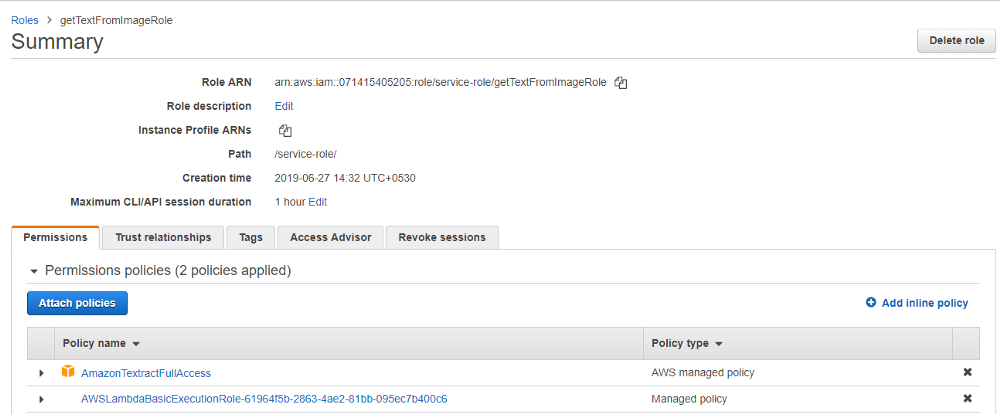 Roles > getTextFromImageRole
Summary
Delete role
Role ARN arn:aws:iam::071415405205:role/service-role/getTextFromImageRole
Role description Edit
Instance Profile ARNs
Path /service-role/
Creation time 2019-06-27 14:32 UTC+0530
Maximum CLI/API session duration 1 hour Edit
Permissions Trust relationships Tags Access Advisor Revoke sessions
Permissions policies (2 policies applied)
Attach policies Add inline policy
Policy name Policy type
AmazonTextractFullAccess AWS managed policy
AWSLambdaBasicExecutionRole-61964f5b-2863-4ae2-81bb-095ec7b400c6 Managed policy